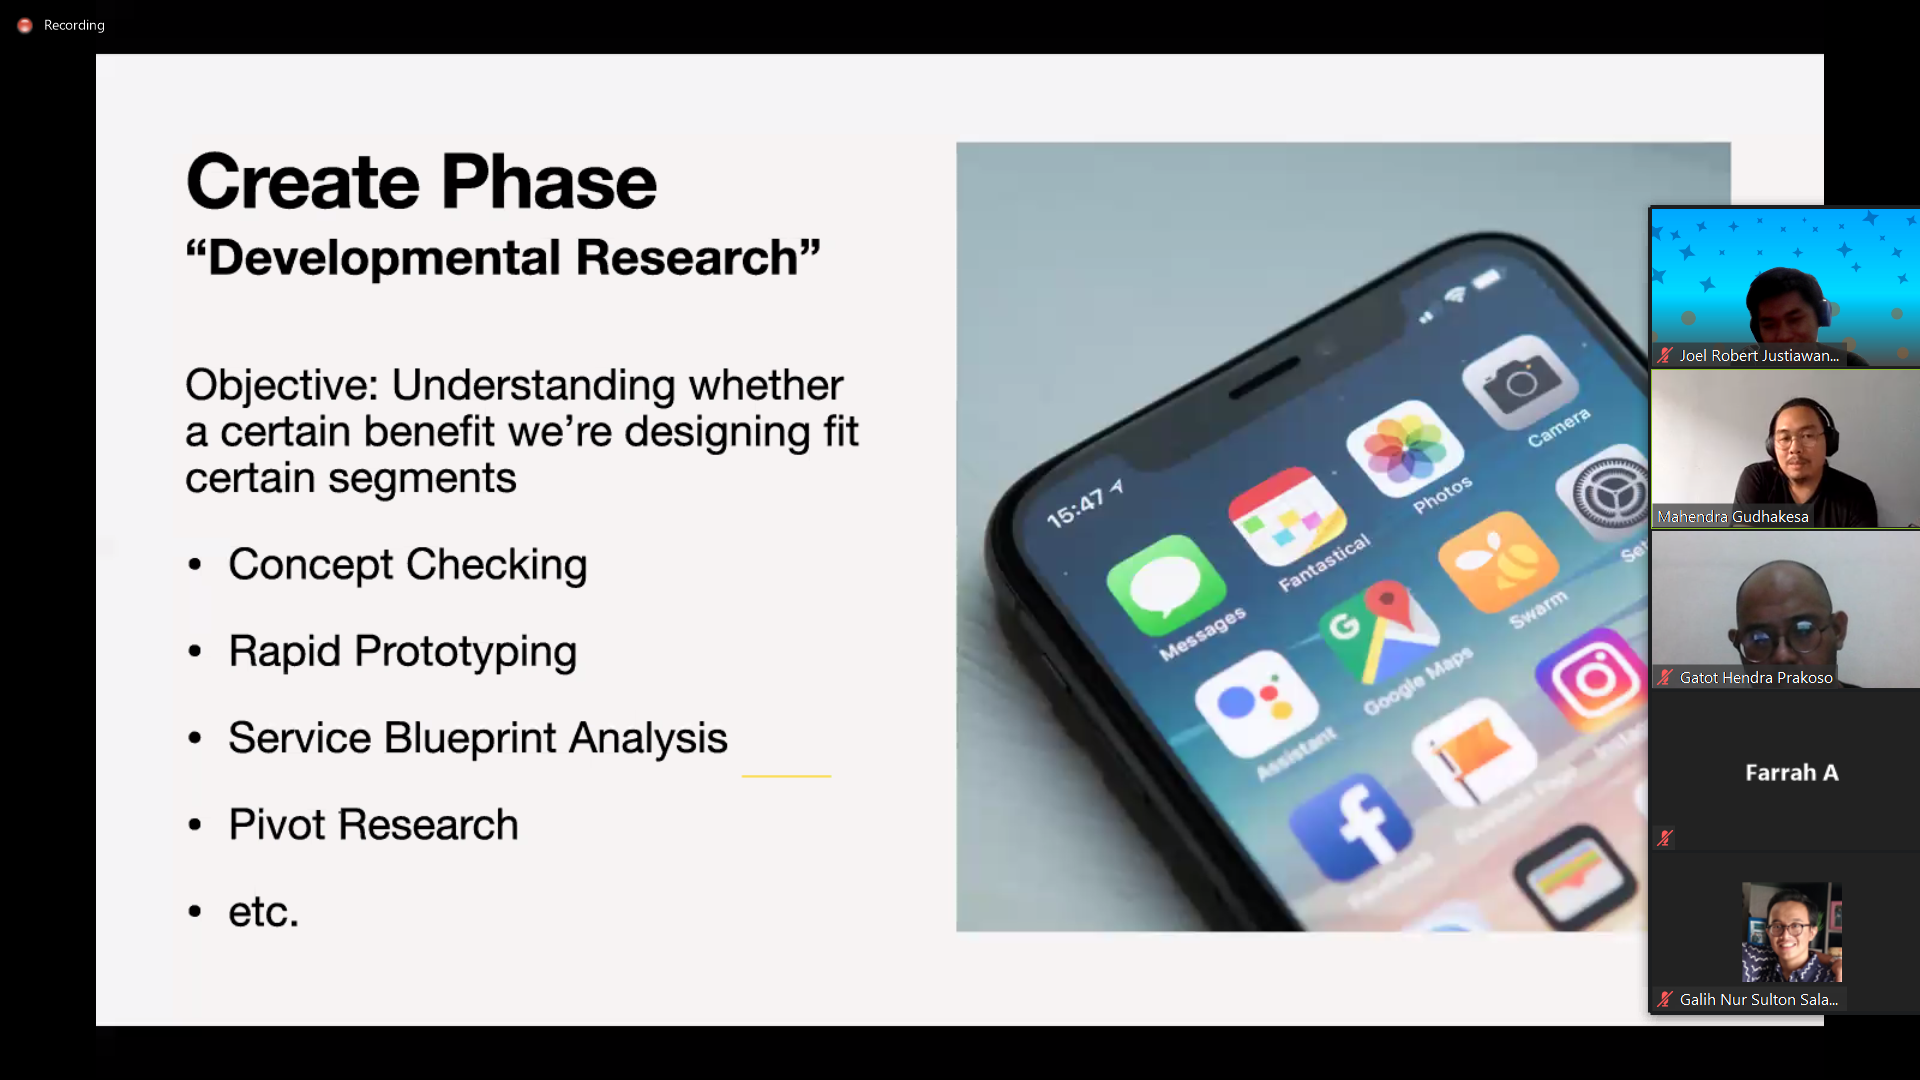 Recording
Create Phase
“Developmental Research”
Objective: Understanding whether
a certain benefit we’re designing fit
certain segments
• Concept Checking
• Rapid Prototyping
• Service Blueprint Analysis
• Pivot Research
• etc.
15:47
Camera
Photos
Fantastical
Messages
Swarm
Google Maps
Assistant
Facebook
Joel Robert Justiawan...
Mahendra Gudhakesa
Gatot Hendra Prakoso
Farrah A
Galih Nur Sulton Sala...